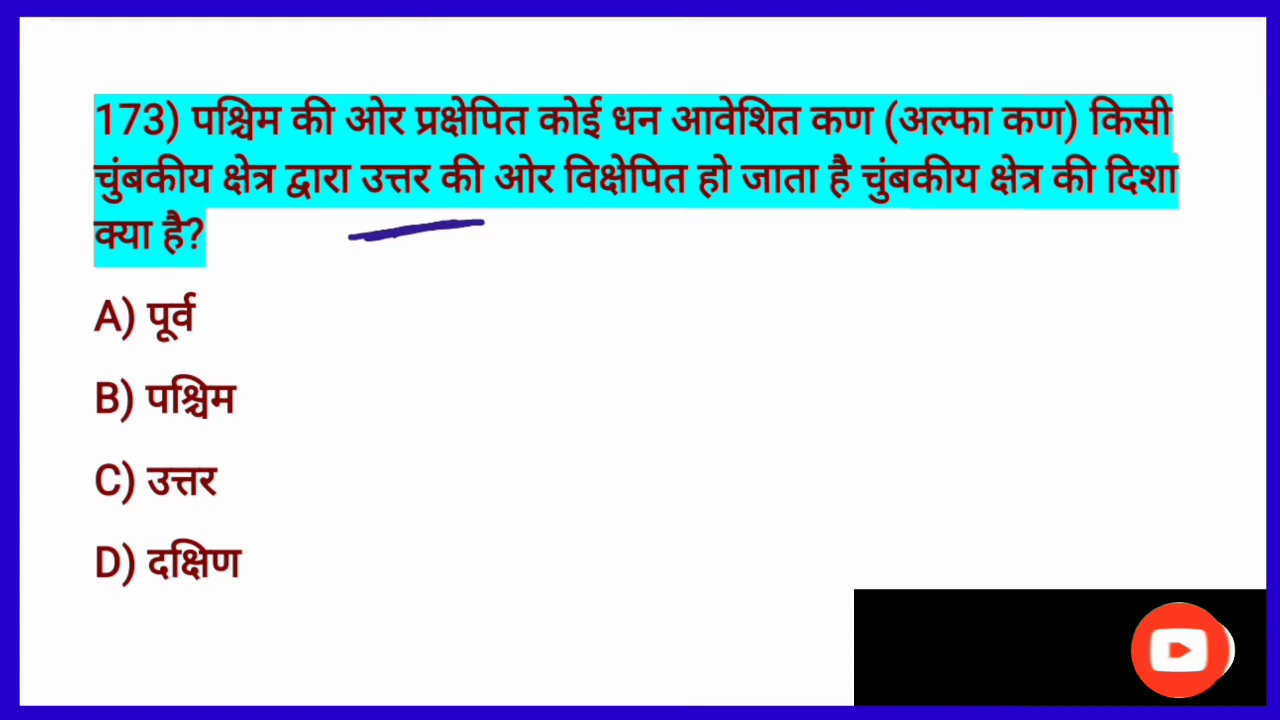 173) पश्चिम की ओर प्रक्षेपित कोई धन आवेशित कण (अल्फा कण) किसी
चुंबकीय क्षेत्र द्वारा उत्तर की ओर विक्षेपित हो जाता है चुंबकीय क्षेत्र की दिशा
क्या है?
A) पूर्व
B) पश्चिम
C) उत्तर
D) दक्षिण